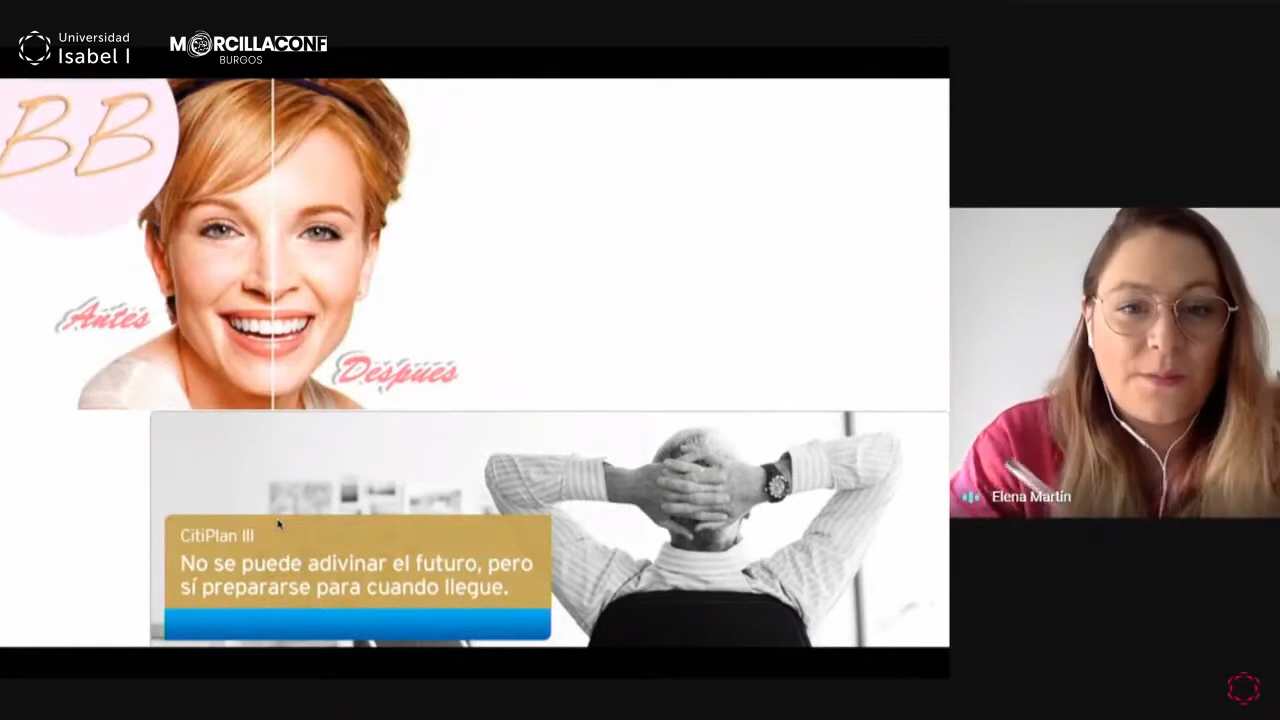 Universidad
Isabel I
MORCILLACONF
BURGOS
BB
Antes
Despues
CitiPlan III
No se puede adivinar el futuro, pero
sí prepararse para cuando llegue.
Elena Martín